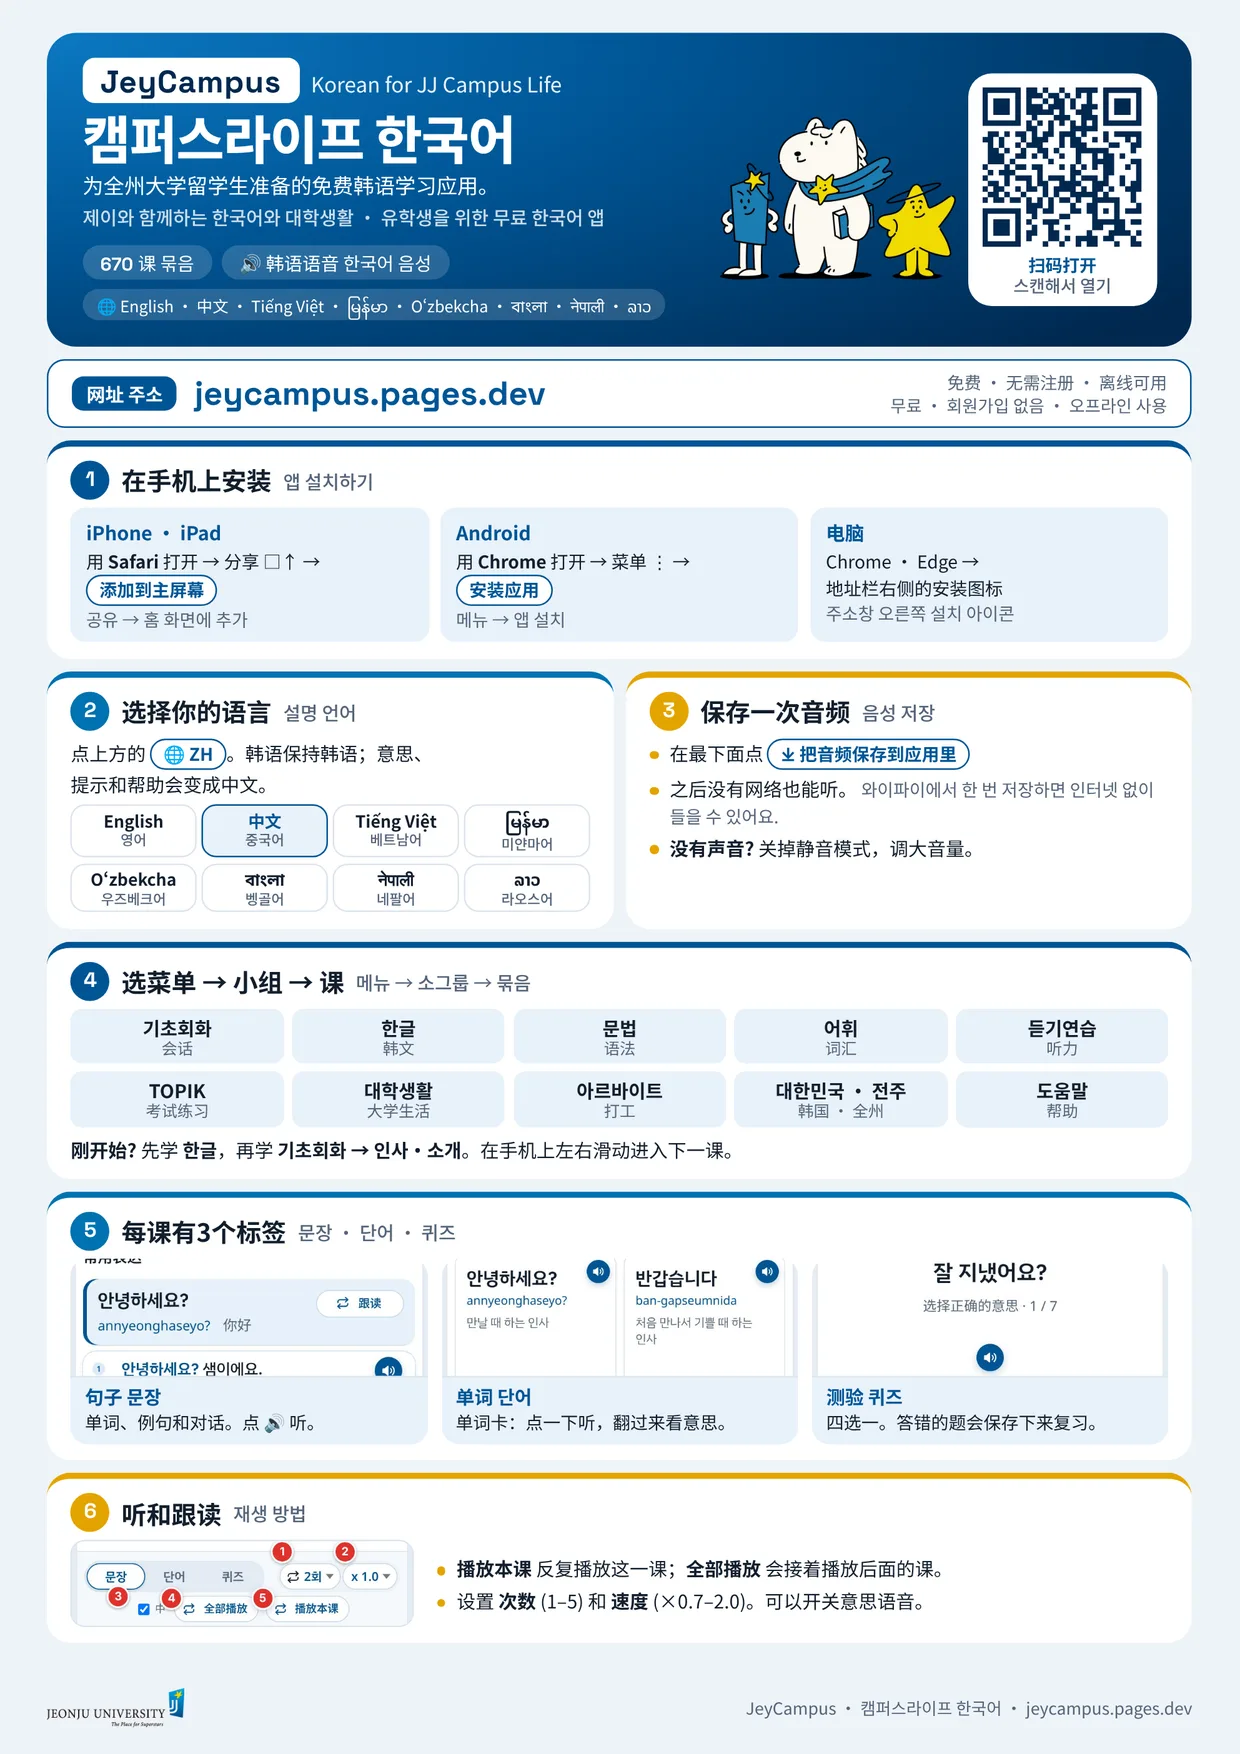 JeyCampus Korean for JJ Campus Life
캠퍼스라이프 한국어
为全州大学留学生准备的免费韩语学习应用。
제이와 함께하는 한국어와 대학생활 · 유학생을 위한 무료 한국어 앱
670 课 묶음 🔊 韩语语音 한국어 음성
🌐 English · 中文 · Tiếng Việt · မြန်မာ · Oʻzbekcha · বাংলা · नेपाली · ລາວ
扫码打开
스캔해서 열기
网址 주소 jeycampus.pages.dev
免费 · 无需注册 · 离线可用
무료 · 회원가입 없음 · 오프라인 사용
1 在手机上安装 앱 설치하기
iPhone · iPad
用 Safari 打开 → 分享 □↑ →
添加到主屏幕
공유 → 홈 화면에 추가
Android
用 Chrome 打开 → 菜单 ⋮ →
安装应用
메뉴 → 앱 설치
电脑
Chrome · Edge →
地址栏右侧的安装图标
주소창 오른쪽 설치 아이콘
2 选择你的语言 설명 언어
点上方的 🌐 ZH 。韩语保持韩语；意思、
提示和帮助会变成中文。
English 中文 Tiếng Việt မြန်မာ
영어 중국어 베트남어 미얀마어
Oʻzbekcha বাংলা नेपाली ລາວ
우즈베크어 벵골어 네팔어 라오스어
3 保存一次音频 음성 저장
在最下面点 ↓ 把音频保存到应用里
之后没有网络也能听。 와이파이에서 한 번 저장하면 인터넷 없이
들을 수 있어요.
没有声音? 关掉静音模式，调大音量。
4 选菜单 → 小组 → 课 메뉴 → 소그룹 → 묶음
기초회화 한글 문법 어휘 듣기연습
会话 韩文 语法 词汇 听力
TOPIK 대학생활 아르바이트 대한민국 · 전주 도움말
考试练习 大学生活 打工 韩国 · 全州 帮助
刚开始? 先学 한글，再学 기초회화 → 인사·소개。在手机上左右滑动进入下一课。
5 每课有3个标签 문장 · 단어 · 퀴즈
常用表达
안녕하세요? 跟读
annyeonghaseyo? 你好
1 안녕하세요? 샘이에요.
句子 문장
单词、例句和对话。点 🔊 听。
안녕하세요?
annyeonghaseyo?
만날 때 하는 인사
반갑습니다
ban-gapseumnida
처음 만나서 기쁠 때 하는
인사
单词 단어
单词卡：点一下听，翻过来看意思。
잘 지냈어요?
选择正确的意思 · 1 / 7
测验 퀴즈
四选一。答错的题会保存下来复习。
6 听和跟读 재생 방법
1 2
문장 단어 퀴즈 2회 x 1.0
3 4 5
中 全部播放 播放本课
播放本课 反复播放这一课；全部播放 会接着播放后面的课。
设置 次数 (1–5) 和 速度 (×0.7–2.0)。可以开关意思语音。
JEONJU UNIVERSITY
The Place for Superstars
JeyCampus · 캠퍼스라이프 한국어 · jeycampus.pages.dev